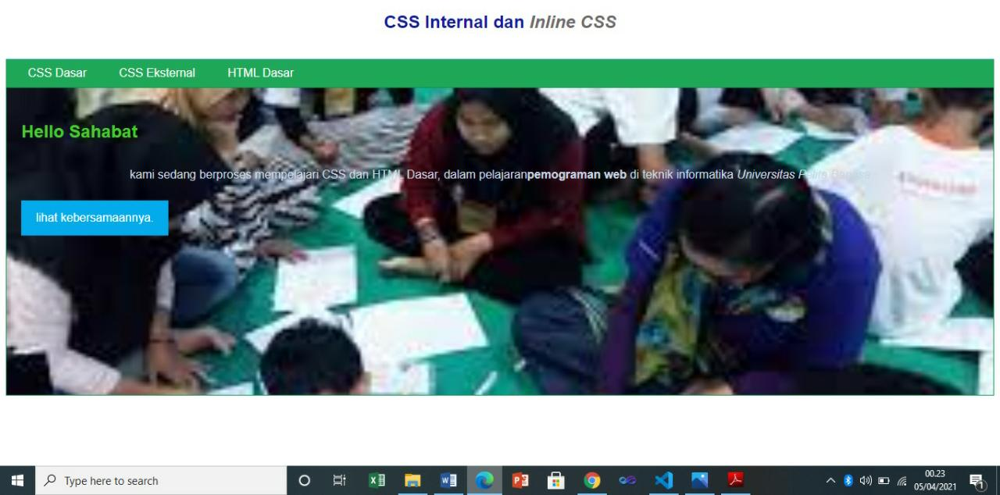 CSS Internal dan Inline CSS
CSS Dasar CSS Eksternal HTML Dasar
Hello Sahabat
kami sedang berproses mempelajari CSS dan HTML Dasar, dalam pelajaranpemograman web di teknik informatika Universitas Pelita Bangsa
lihat kebersamaannya.
Type here to search
00.23
05/04/2021
1